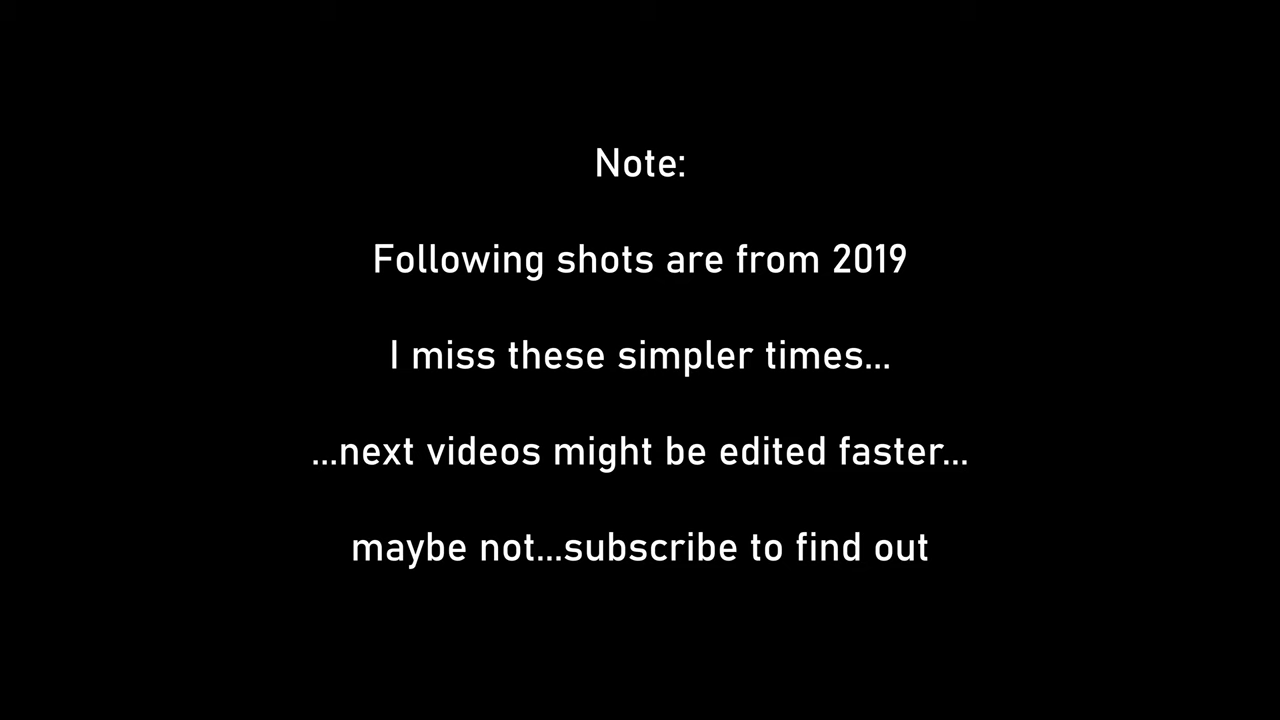 Note:
Following shots are from 2019
I miss these simpler times...
...next videos might be edited faster...
maybe not...subscribe to find out